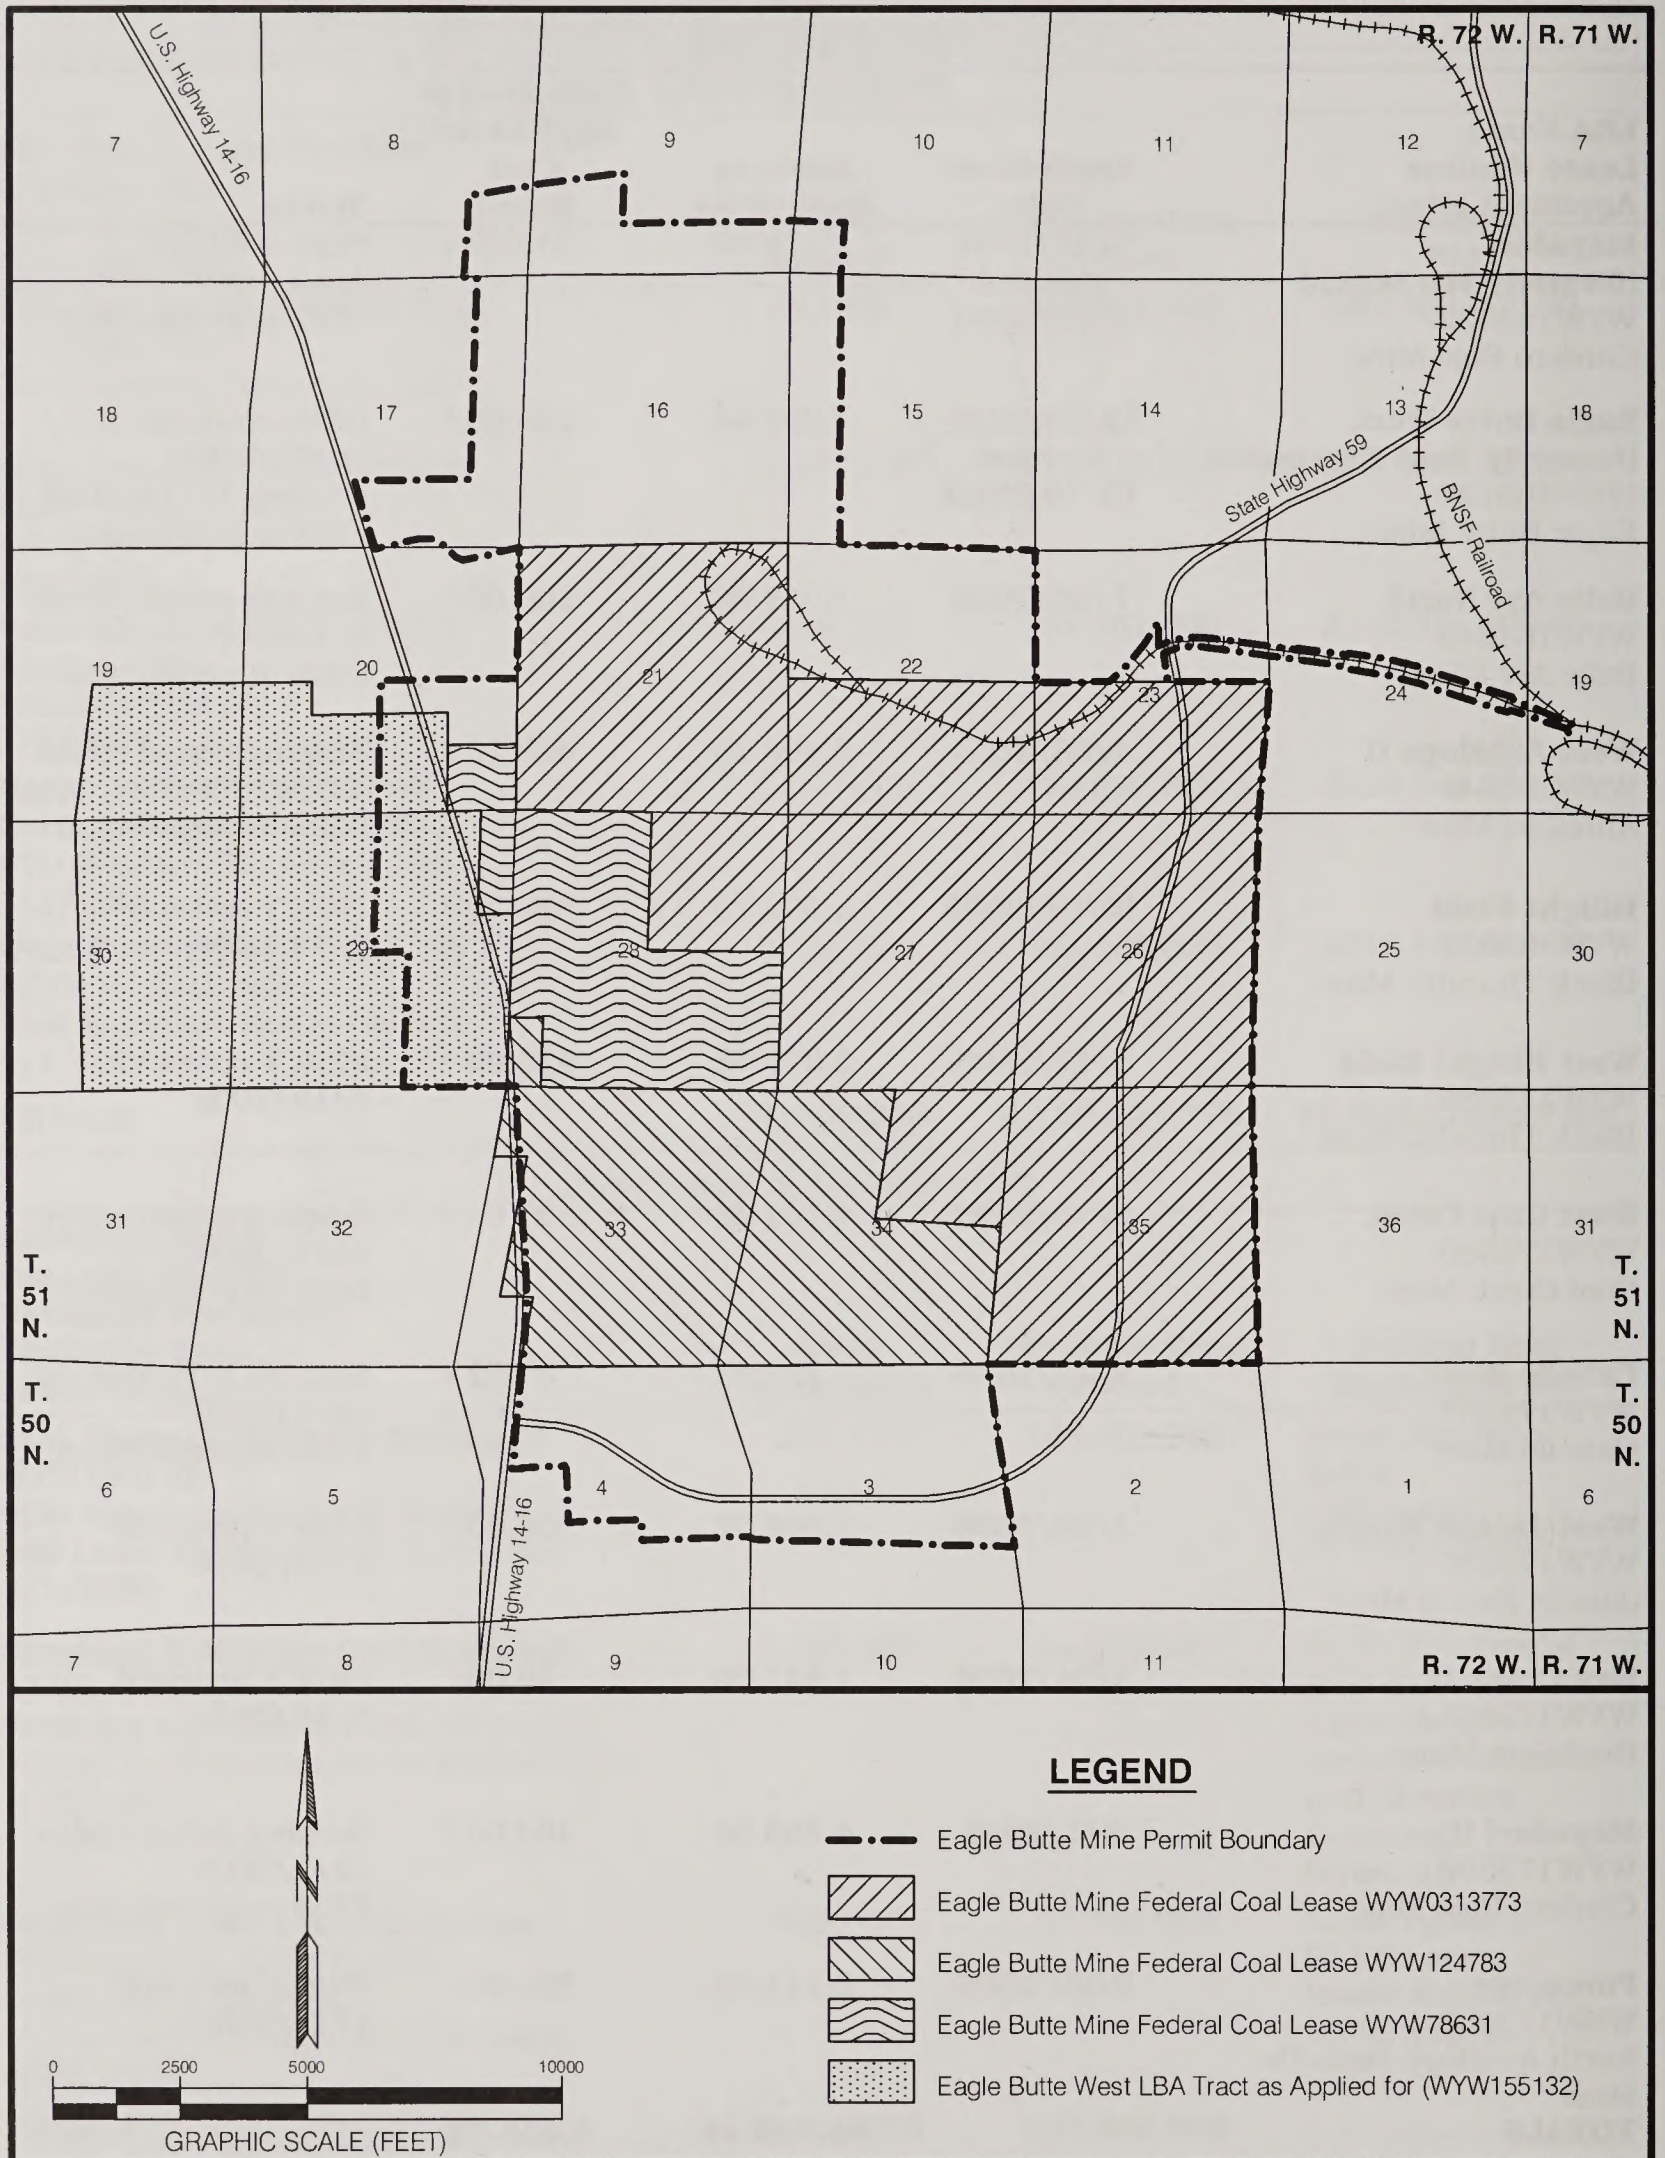 R. 72 W. R. 71 W.
U.S. Highway 14-16
7 8 9 10 11 12 7
18 17 16 15 14 13 18
State Highway 59
BNSF Railroad
19 20 21 22 23 24 19
30 29 28 27 26 25 30
31 32 33 34 35 36 31
T.
51
N.
T.
51
N.
T.
50
N.
T.
50
N.
6 5 4 3 2 1 6
U.S. Highway 14-16
7 8 9 10 11 R. 72 W. R. 71 W.
LEGEND
Eagle Butte Mine Permit Boundary
Eagle Butte Mine Federal Coal Lease WYW0313773
Eagle Butte Mine Federal Coal Lease WYW124783
Eagle Butte Mine Federal Coal Lease WYW78631
Eagle Butte West LBA Tract as Applied for (WYW155132)
N
0 2500 5000 10000
GRAPHIC SCALE (FEET)